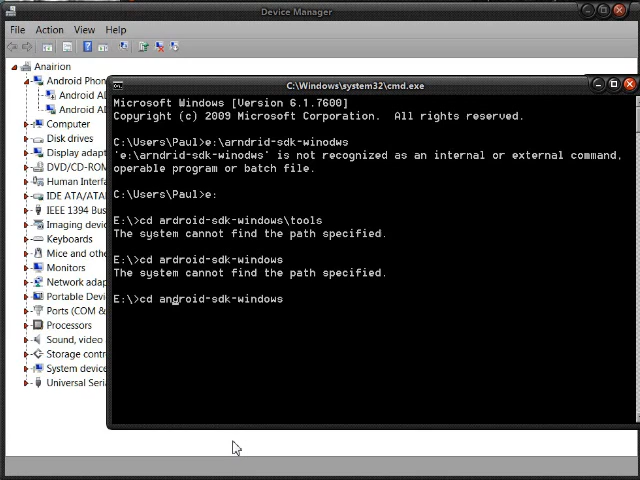 Device Manager
File Action View Help
Anairion
Android Phon
Android AD
Android AD
Computer
Disk drives
Display adapt
DVD/CD-ROM
Human Interfa
IDE ATA/ATAI
IEEE 1394 Bus
Imaging devic
Keyboards
Mice and othe
Monitors
Network adap
Portable Devi
Ports (COM &
Processors
Sound, video
Storage contr
System device
Universal Seria
C:\Windows\system32\cmd.exe
Microsoft Windows [Version 6.1.7600]
Copyright (c) 2009 Microsoft Corporation. All rights reserved.
C:\Users\Paul>e:\arndrid-sdk-winodws
'e:\arndrid-sdk-winodws' is not recognized as an internal or external command,
operable program or batch file.
C:\Users\Paul>e:
E:\>cd ardroid-sdk-windows\tools
The system cannot find the path specified.
E:\>cd ardroid-sdk-windows
The system cannot find the path specified.
E:\>cd android-sdk-windows